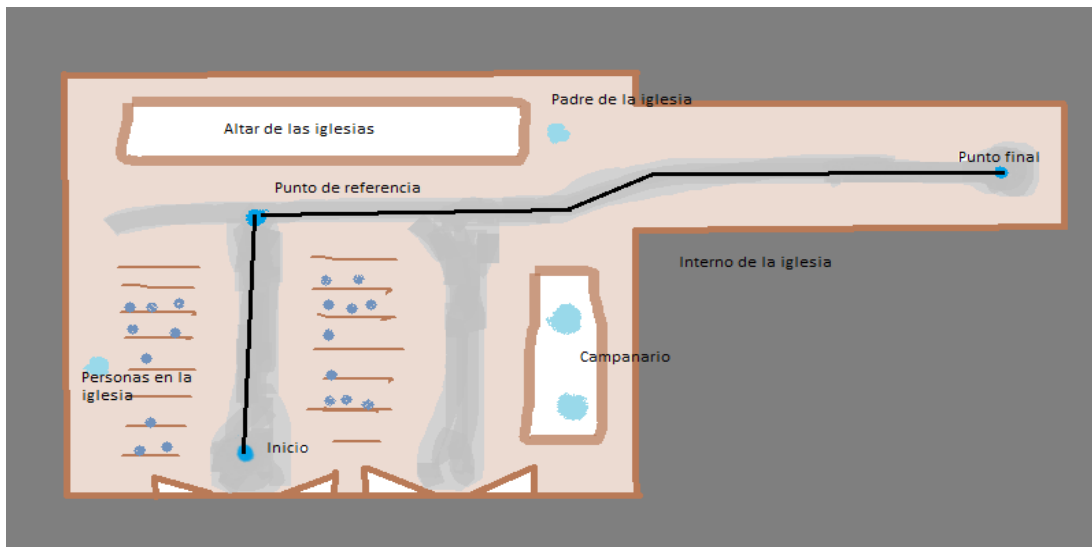 Padre de la iglesia
Altar de las iglesias
Punto final
Punto de referencia
Interno de la iglesia
Campanario
Personas en la
iglesia
Inicio